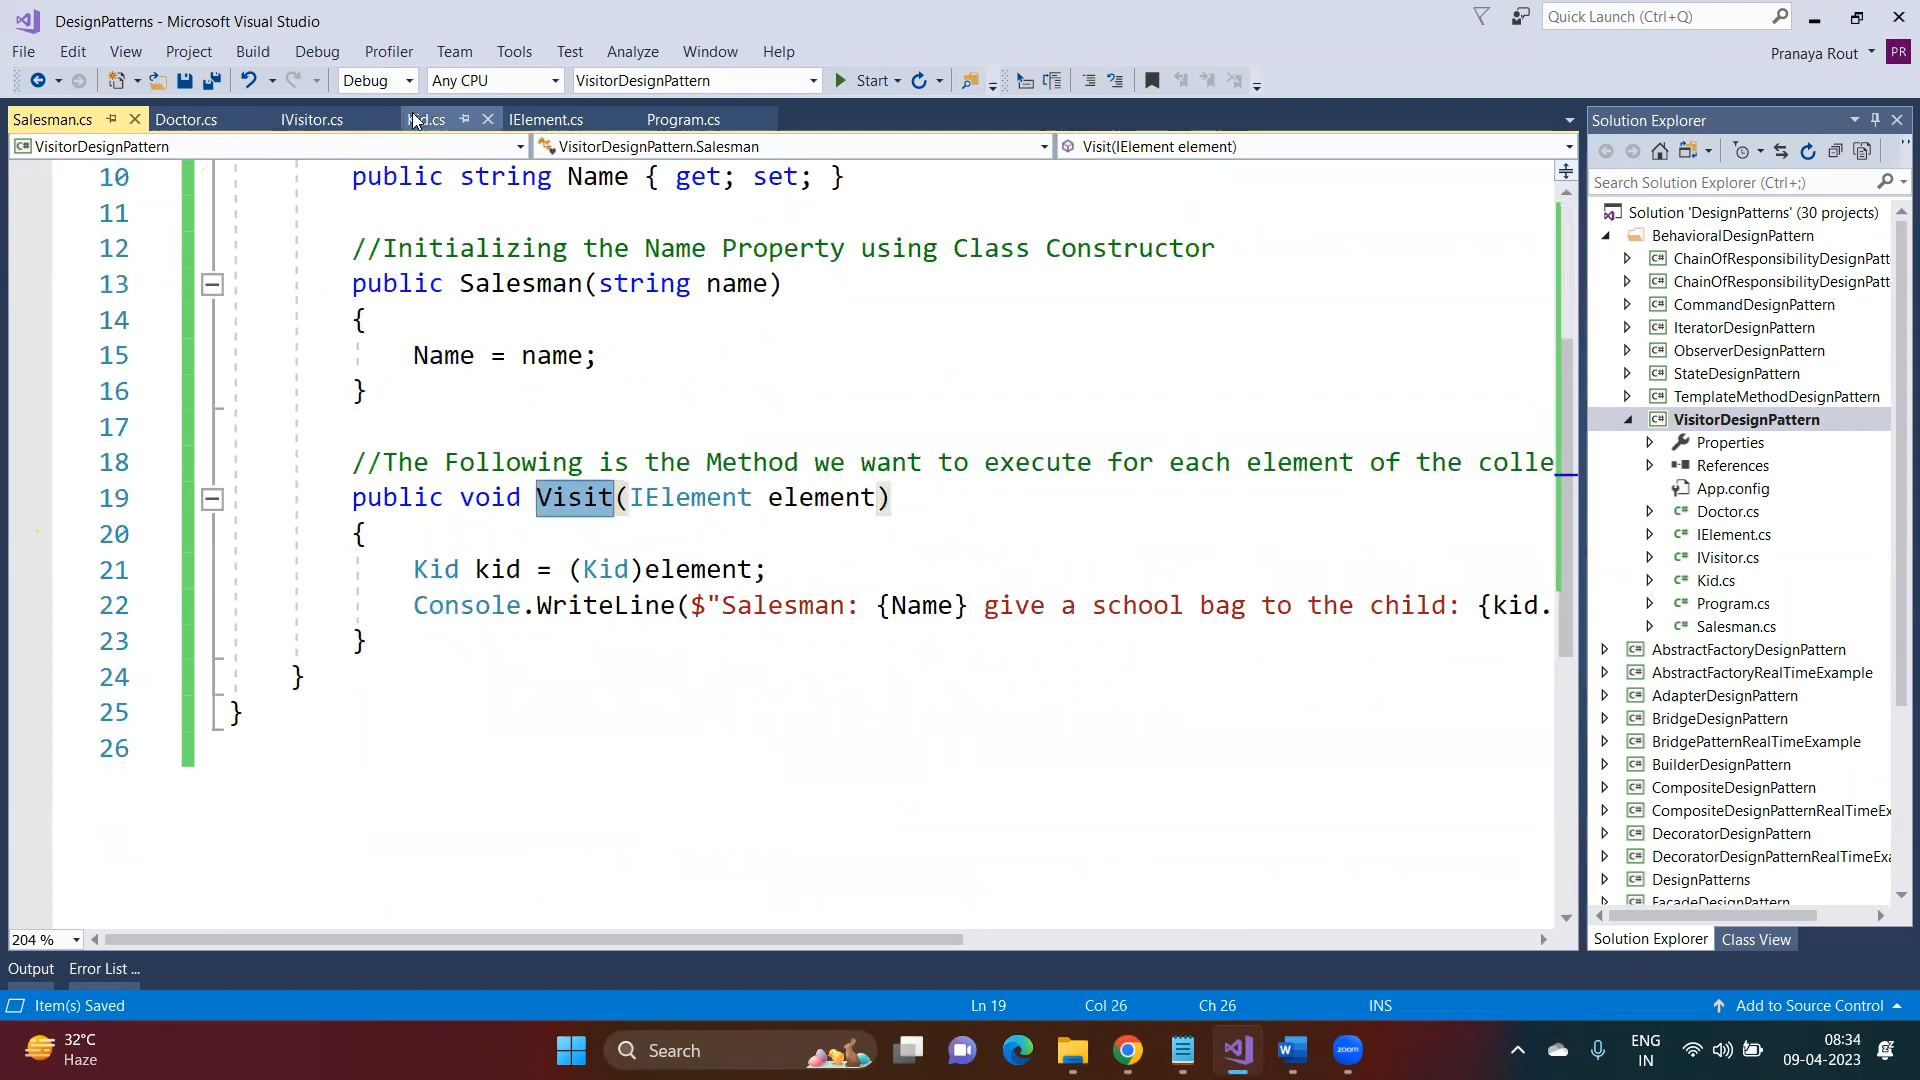 DesignPatterns - Microsoft Visual Studio
Quick Launch (Ctrl+Q)
File Edit View Project Build Debug Profiler Team Tools Test Analyze Window Help
Pranaya Rout PR
Debug Any CPU VisitorDesignPattern Start
Salesman.cs Doctor.cs IVisitor.cs Kid.cs IElement.cs Program.cs
VisitorDesignPattern VisitorDesignPattern.Salesman Visit(IElement element)
10 public string Name { get; set; }
11
12 //Initializing the Name Property using Class Constructor
13 public Salesman(string name)
14 {
15 Name = name;
16 }
17
18 //The Following is the Method we want to execute for each element of the colle
19 public void Visit(IElement element)
20 {
21 Kid kid = (Kid)element;
22 Console.WriteLine($"Salesman: {Name} give a school bag to the child: {kid.
23 }
24 }
25 }
26
204 %
Solution Explorer
Search Solution Explorer (Ctrl+;)
Solution 'DesignPatterns' (30 projects)
BehavioralDesignPattern
C# ChainOfResponsibilityDesignPatt
C# ChainOfResponsibilityDesignPatt
C# CommandDesignPattern
C# IteratorDesignPattern
C# ObserverDesignPattern
C# StateDesignPattern
C# TemplateMethodDesignPattern
C# VisitorDesignPattern
Properties
References
App.config
C# Doctor.cs
C# IElement.cs
C# IVisitor.cs
C# Kid.cs
C# Program.cs
C# Salesman.cs
C# AbstractFactoryDesignPattern
C# AbstractFactoryRealTimeExample
C# AdapterDesignPattern
C# BridgeDesignPattern
C# BridgePatternRealTimeExample
C# BuilderDesignPattern
C# CompositeDesignPattern
C# CompositeDesignPatternRealTimeEx
C# DecoratorDesignPattern
C# DecoratorDesignPatternRealTimeExa
C# DesignPatterns
C# FacadeDesignPattern
Solution Explorer Class View
Output Error List ...
Item(s) Saved Ln 19 Col 26 Ch 26 INS Add to Source Control
32°C
Haze
Search
zoom
ENG
IN
08:34
09-04-2023